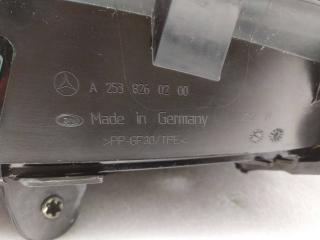 A 253 826 02 00
Made in Germany
>PP-GF30/TPE<